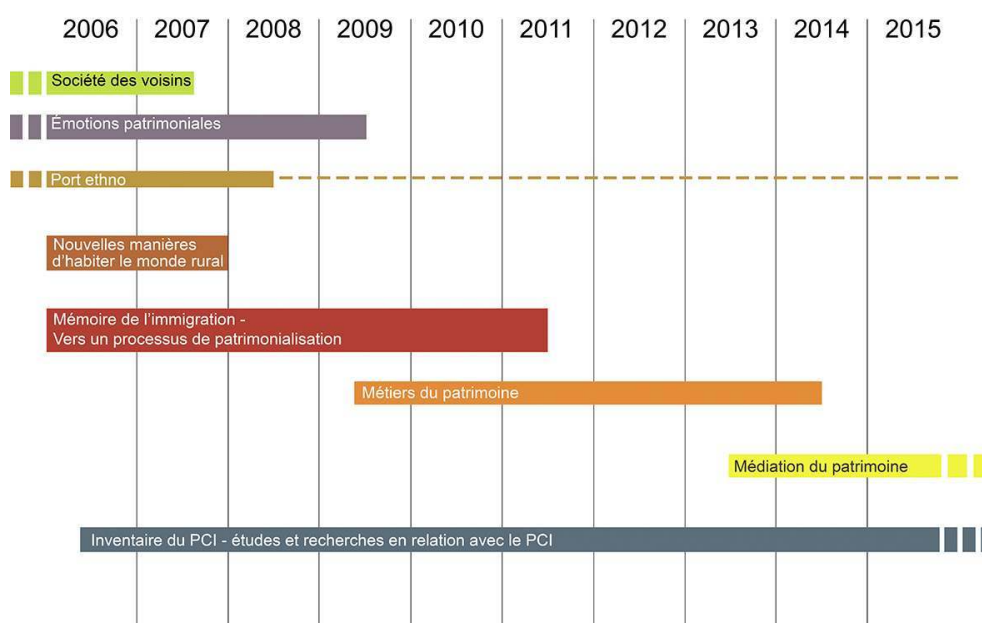 2006 2007 2008 2009 2010 2011 2012 2013 2014 2015
Société des voisins
Émotions patrimoniales
Port ethno
Nouvelles manières
d'habiter le monde rural
Mémoire de l'immigration -
Vers un processus de patrimonialisation
Métiers du patrimoine
Médiation du patrimoine
Inventaire du PCI - études et recherches en relation avec le PCI